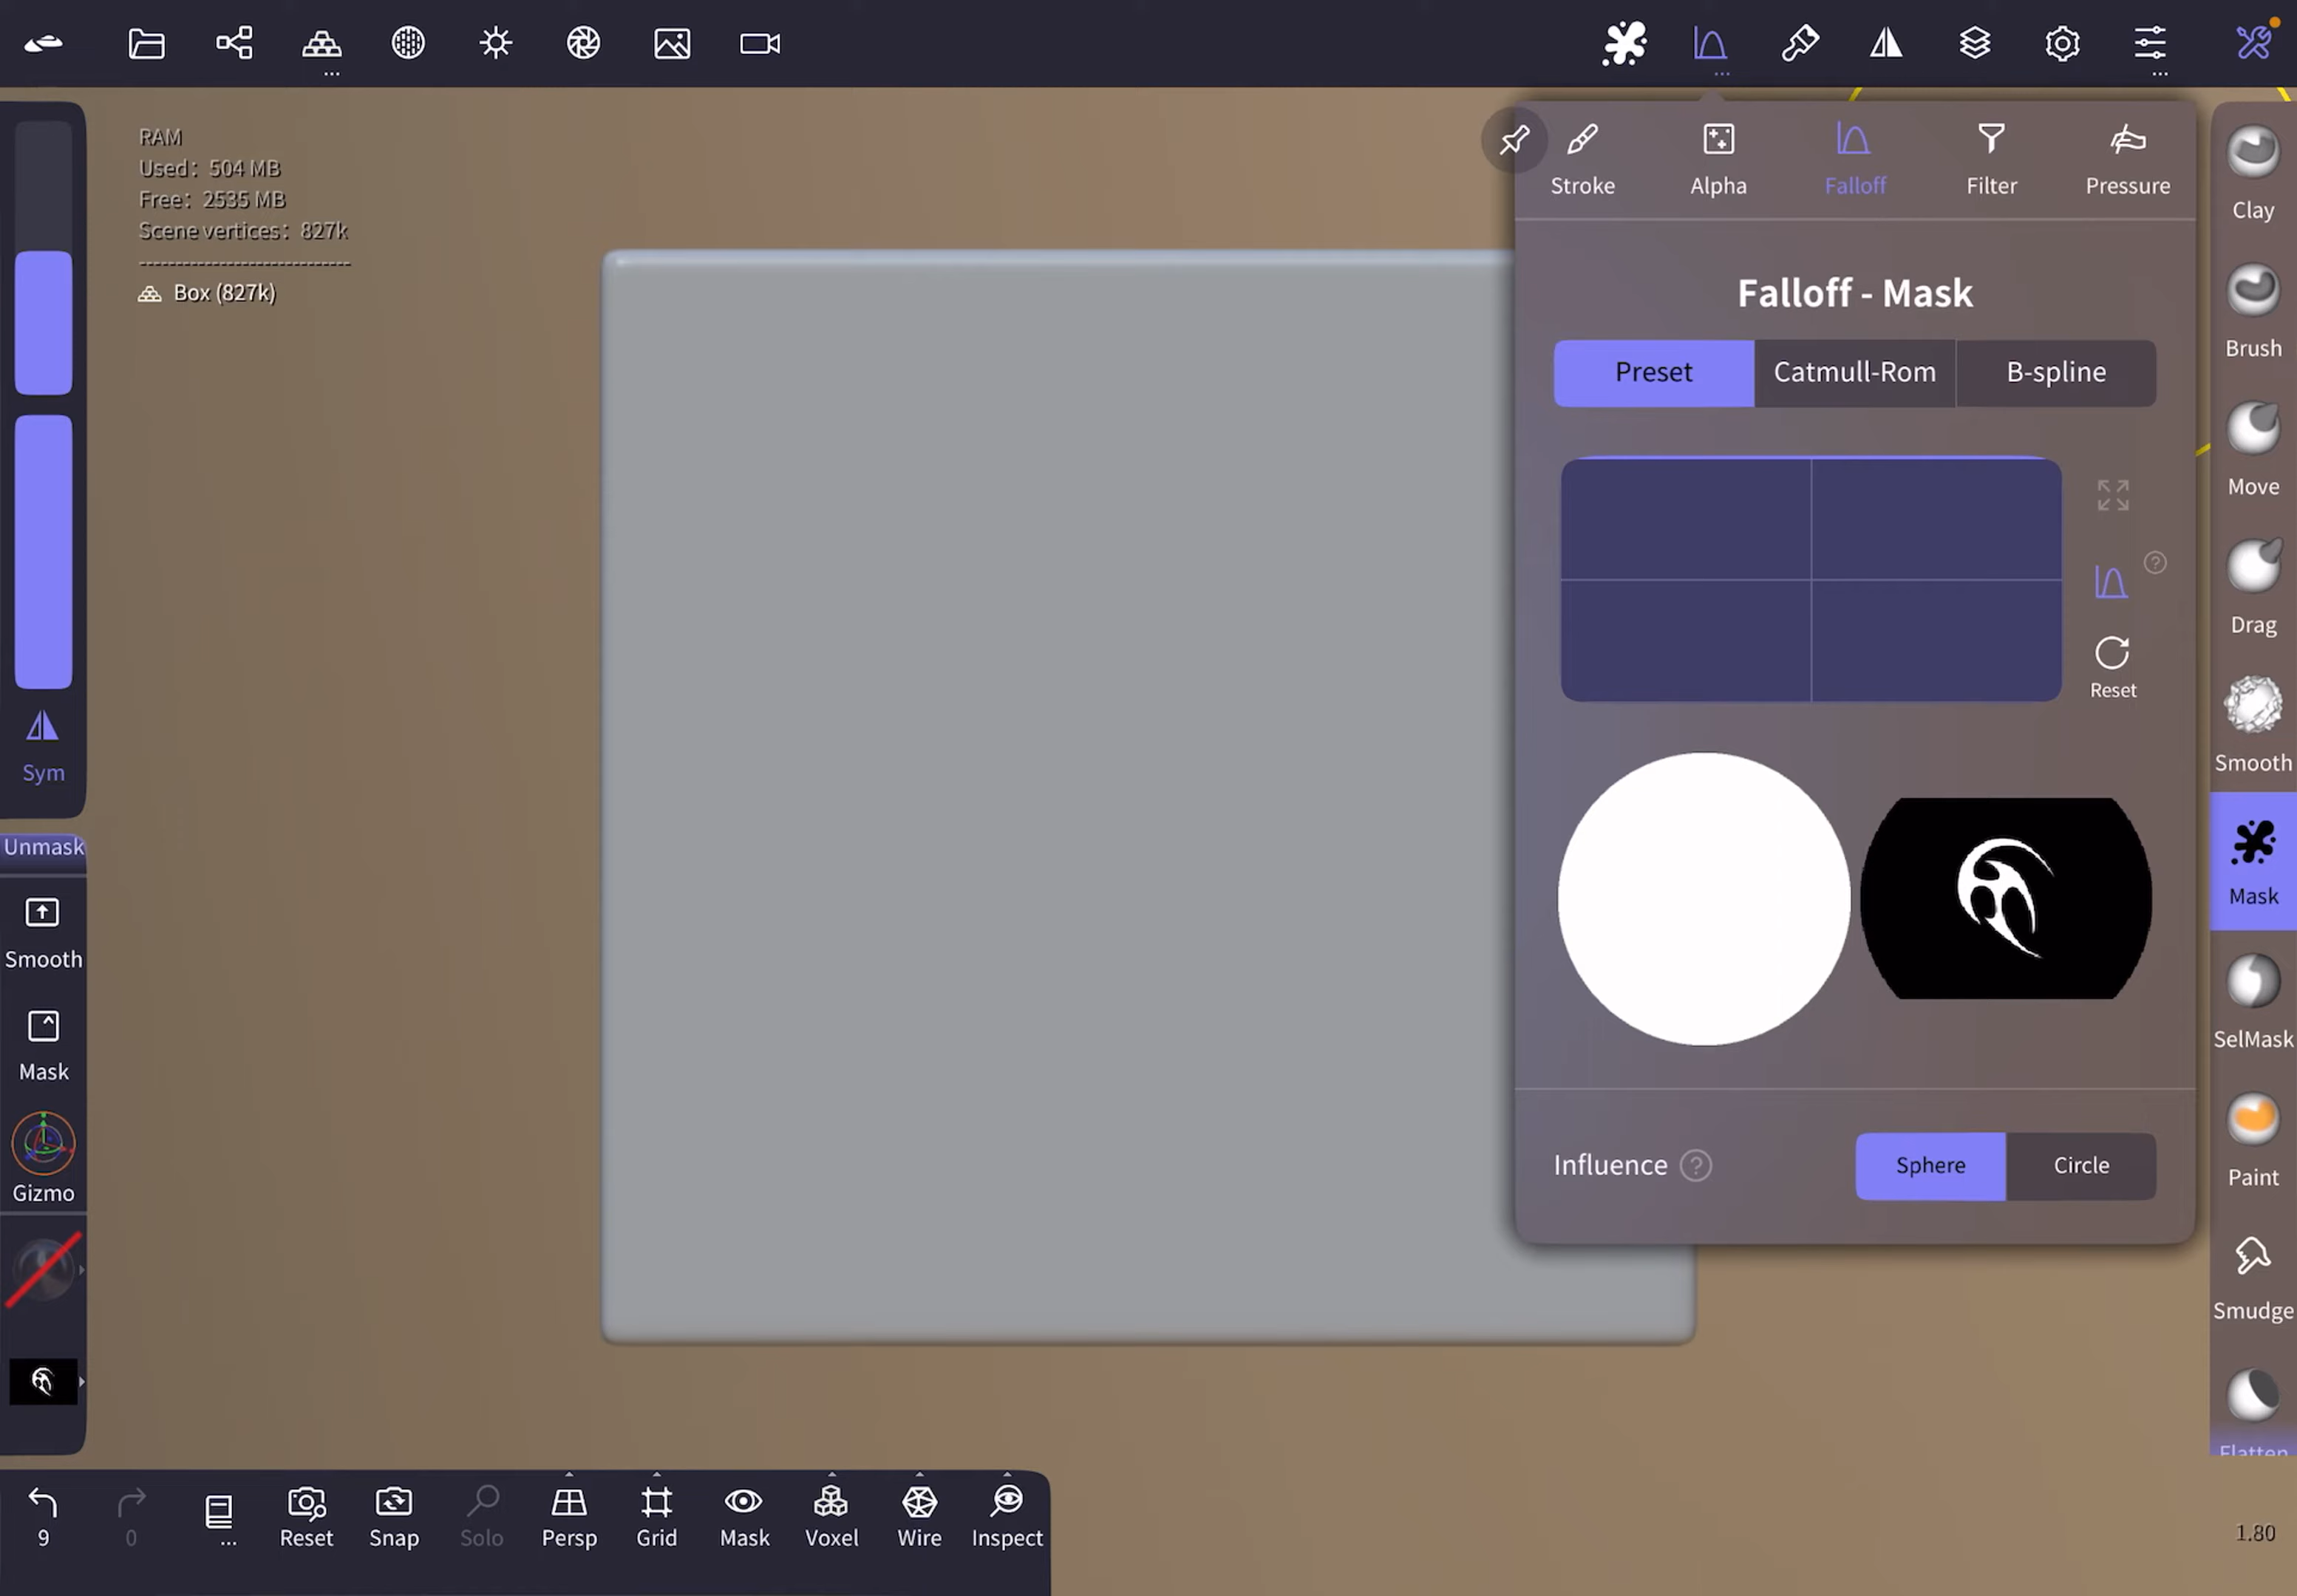 RAM
Used: 504 MB
Free: 2535 MB
Scene vertices: 827k
----------------------------
Box (827k)
Stroke
Alpha
Falloff
Filter
Pressure
Falloff - Mask
Preset
Catmull-Rom
B-spline
?
Reset
Influence ?
Sphere
Circle
Sym
Unmask
Smooth
Mask
Gizmo
Clay
Brush
Move
Drag
Smooth
Mask
SelMask
Paint
Smudge
Flatten
9
0
...
Reset
Snap
Solo
Persp
Grid
Mask
Voxel
Wire
Inspect
1.80